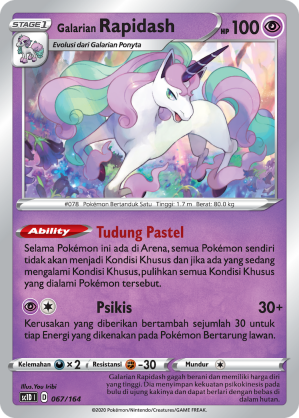 STAGE 1 Galarian Rapidash HP 100
Evolusi dari Galarian Ponyta
#078 Pokémon Bertanduk Satu Tinggi: 1.7 m Berat: 80.0 kg
Ability Tudung Pastel
Selama Pokémon ini ada di Arena, semua Pokémon sendiri
tidak akan menjadi Kondisi Khusus dan jika ada yang sedang
mengalami Kondisi Khusus, pulihkan semua Kondisi Khusus
yang dialami Pokémon tersebut.
Psikis 30+
Kerusakan yang diberikan bertambah sejumlah 30 untuk
tiap Energy yang dikenakan pada Pokémon Bertarung lawan.
Kelemahan ×2 Resistansi -30 Mundur
Illus. You Iribi
sc1D I D 067/164
Galarian Rapidash gagah berani dan memiliki harga diri
yang tinggi. Dia menyimpan kekuatan psikokinesis pada
bulu di ujung kakinya dan dapat berlari dengan bebas di
dalam hutan.
©2020 Pokémon/Nintendo/Creatures/GAME FREAK.